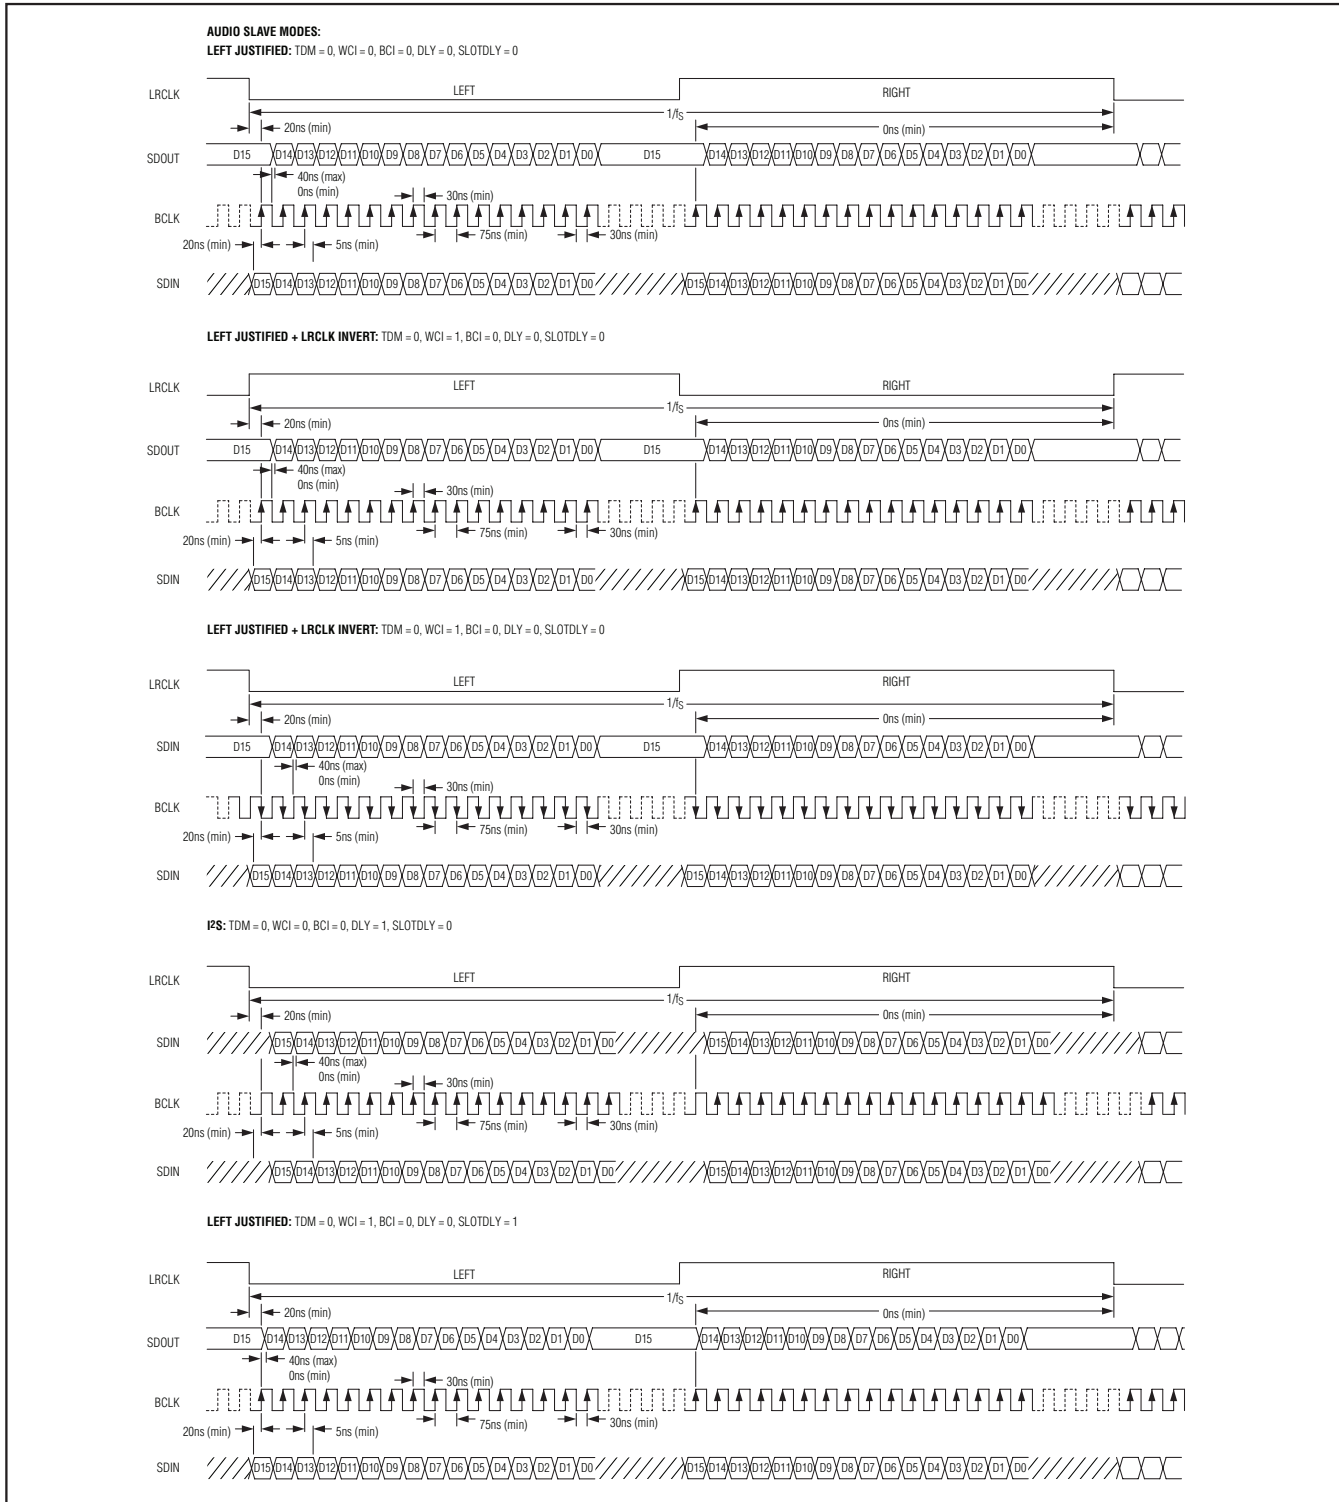 AUDIO SLAVE MODES:
LEFT JUSTIFIED: TDM = 0, WCI = 0, BCI = 0, DLY = 0, SLOTDLY = 0
LRCLK LEFT RIGHT
1/fS
20ns (min) 0ns (min)
SDOUT D15 D14 D13 D12 D11 D10 D9 D8 D7 D6 D5 D4 D3 D2 D1 D0 D15 D14 D13 D12 D11 D10 D9 D8 D7 D6 D5 D4 D3 D2 D1 D0
40ns (max)
0ns (min) 30ns (min)
BCLK
20ns (min) 5ns (min) 75ns (min) 30ns (min)
SDIN D15 D14 D13 D12 D11 D10 D9 D8 D7 D6 D5 D4 D3 D2 D1 D0 D15 D14 D13 D12 D11 D10 D9 D8 D7 D6 D5 D4 D3 D2 D1 D0
LEFT JUSTIFIED + LRCLK INVERT: TDM = 0, WCI = 1, BCI = 0, DLY = 0, SLOTDLY = 0
LRCLK LEFT RIGHT
1/fS
20ns (min) 0ns (min)
SDOUT D15 D14 D13 D12 D11 D10 D9 D8 D7 D6 D5 D4 D3 D2 D1 D0 D15 D14 D13 D12 D11 D10 D9 D8 D7 D6 D5 D4 D3 D2 D1 D0
40ns (max)
0ns (min) 30ns (min)
BCLK
20ns (min) 5ns (min) 75ns (min) 30ns (min)
SDIN D15 D14 D13 D12 D11 D10 D9 D8 D7 D6 D5 D4 D3 D2 D1 D0 D15 D14 D13 D12 D11 D10 D9 D8 D7 D6 D5 D4 D3 D2 D1 D0
LEFT JUSTIFIED + LRCLK INVERT: TDM = 0, WCI = 1, BCI = 0, DLY = 0, SLOTDLY = 0
LRCLK LEFT RIGHT
1/fS
20ns (min) 0ns (min)
SDIN D15 D14 D13 D12 D11 D10 D9 D8 D7 D6 D5 D4 D3 D2 D1 D0 D15 D14 D13 D12 D11 D10 D9 D8 D7 D6 D5 D4 D3 D2 D1 D0
40ns (max)
0ns (min) 30ns (min)
BCLK
20ns (min) 5ns (min) 75ns (min) 30ns (min)
SDIN D15 D14 D13 D12 D11 D10 D9 D8 D7 D6 D5 D4 D3 D2 D1 D0 D15 D14 D13 D12 D11 D10 D9 D8 D7 D6 D5 D4 D3 D2 D1 D0
I²S: TDM = 0, WCI = 0, BCI = 0, DLY = 1, SLOTDLY = 0
LRCLK LEFT RIGHT
1/fS
20ns (min) 0ns (min)
SDIN D15 D14 D13 D12 D11 D10 D9 D8 D7 D6 D5 D4 D3 D2 D1 D0 D15 D14 D13 D12 D11 D10 D9 D8 D7 D6 D5 D4 D3 D2 D1 D0
40ns (max)
0ns (min) 30ns (min)
BCLK
20ns (min) 5ns (min) 75ns (min) 30ns (min)
SDIN D15 D14 D13 D12 D11 D10 D9 D8 D7 D6 D5 D4 D3 D2 D1 D0 D15 D14 D13 D12 D11 D10 D9 D8 D7 D6 D5 D4 D3 D2 D1 D0
LEFT JUSTIFIED: TDM = 0, WCI = 1, BCI = 0, DLY = 0, SLOTDLY = 1
LRCLK LEFT RIGHT
1/fS
20ns (min) 0ns (min)
SDOUT D15 D14 D13 D12 D11 D10 D9 D8 D7 D6 D5 D4 D3 D2 D1 D0 D15 D14 D13 D12 D11 D10 D9 D8 D7 D6 D5 D4 D3 D2 D1 D0
40ns (max)
0ns (min) 30ns (min)
BCLK
20ns (min) 5ns (min) 75ns (min) 30ns (min)
SDIN D15 D14 D13 D12 D11 D10 D9 D8 D7 D6 D5 D4 D3 D2 D1 D0 D15 D14 D13 D12 D11 D10 D9 D8 D7 D6 D5 D4 D3 D2 D1 D0